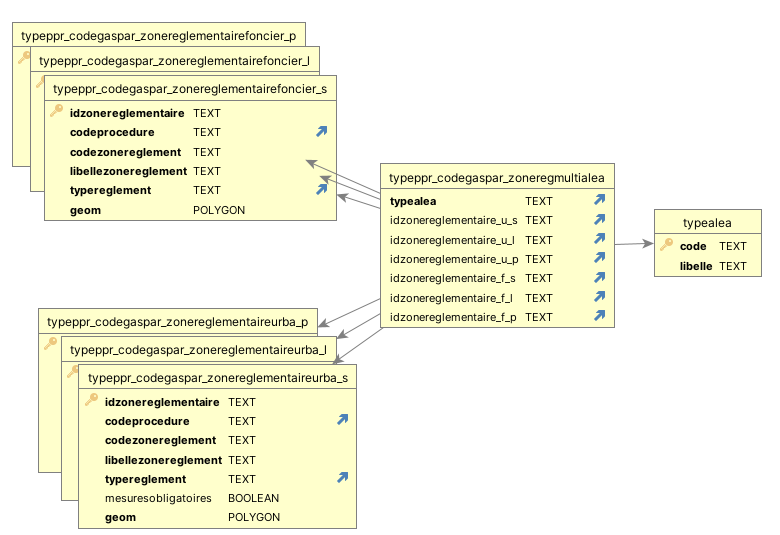 typeppr_codegaspar_zonereglementairefoncier_p
typeppr_codegaspar_zonereglementairefoncier_l
typeppr_codegaspar_zonereglementairefoncier_s
idzonereglementaire TEXT
codeprocedure TEXT
codezonereglement TEXT
libellezonereglement TEXT
typereglement TEXT
geom POLYGON
typeppr_codegaspar_zoneregmultialea
typealea TEXT
idzonereglementaire_u_s TEXT
idzonereglementaire_u_l TEXT
idzonereglementaire_u_p TEXT
idzonereglementaire_f_s TEXT
idzonereglementaire_f_l TEXT
idzonereglementaire_f_p TEXT
typealea
code TEXT
libelle TEXT
typeppr_codegaspar_zonereglementaireurba_p
typeppr_codegaspar_zonereglementaireurba_l
typeppr_codegaspar_zonereglementaireurba_s
idzonereglementaire TEXT
codeprocedure TEXT
codezonereglement TEXT
libellezonereglement TEXT
typereglement TEXT
mesuresobligatoires BOOLEAN
geom POLYGON